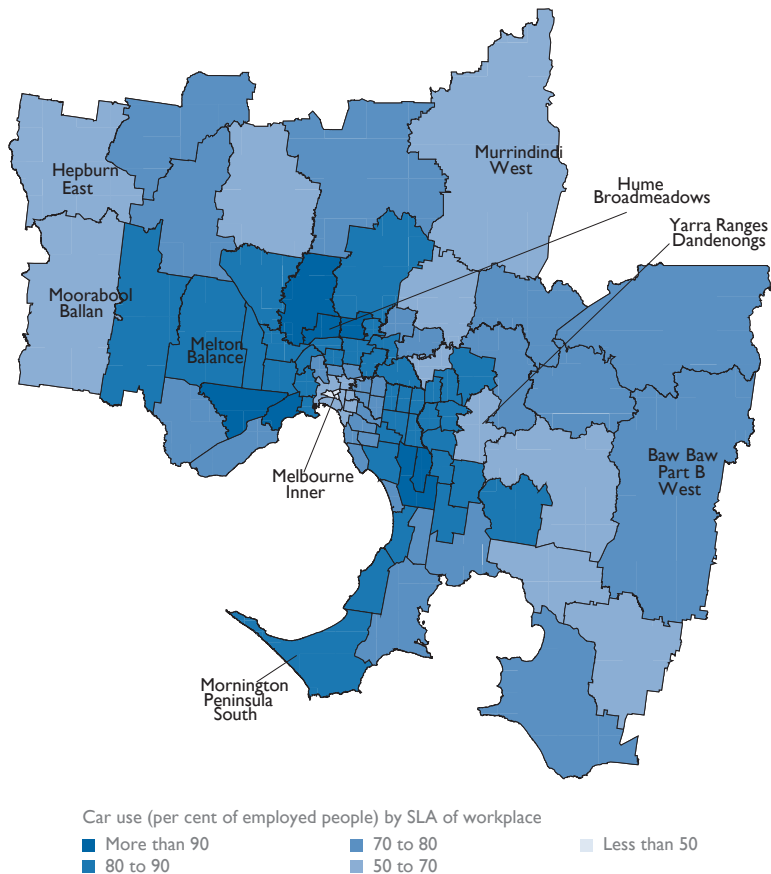 Hepburn
East
Murrindindi
West
Hume
Broadmeadows
Yarra Ranges
Dandenongs
Moorabool
Ballan
Melton
Balance
Melbourne
Inner
Baw Baw
Part B
West
Mornington
Peninsula
South
Car use (per cent of employed people) by SLA of workplace
More than 90
70 to 80
Less than 50
80 to 90
50 to 70